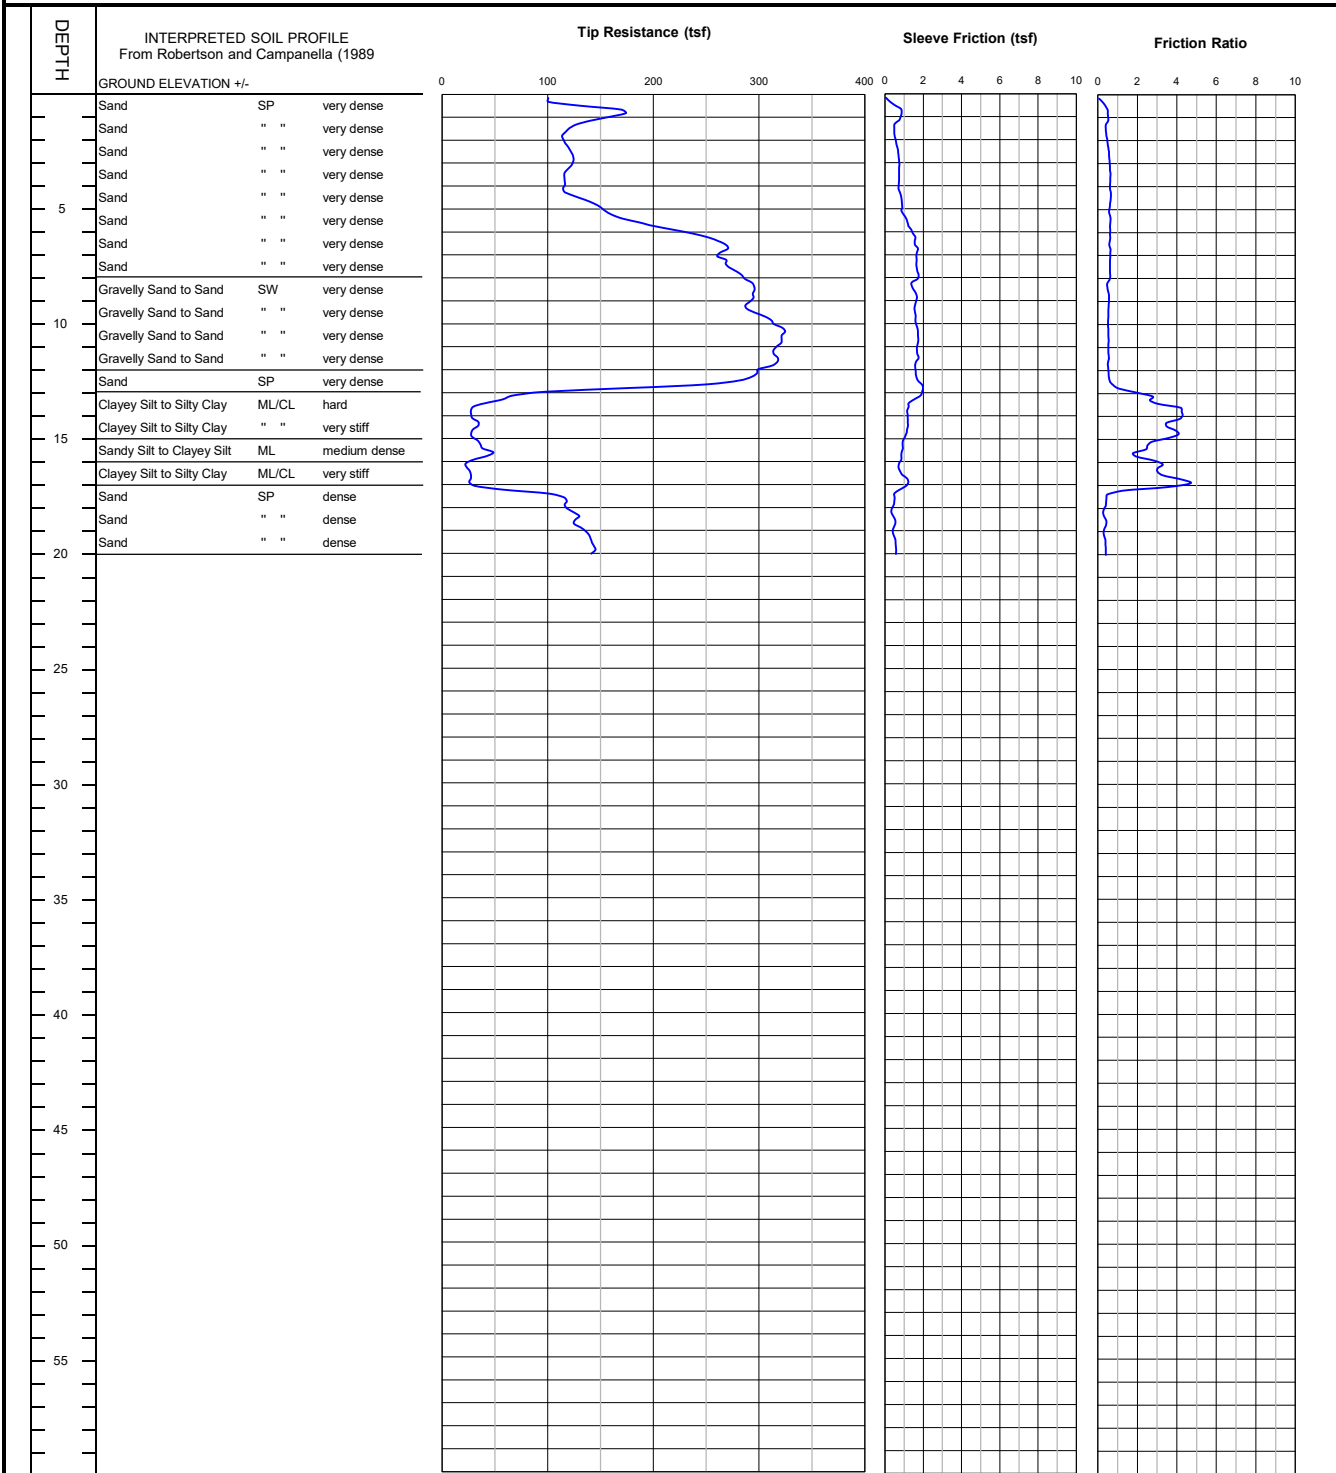 DEPTH
INTERPRETED SOIL PROFILE
From Robertson and Campanella (1989
GROUND ELEVATION +/-
Tip Resistance (tsf)
0 100 200 300 400
Sleeve Friction (tsf)
0 2 4 6 8 10
Friction Ratio
0 2 4 6 8 10
Sand SP very dense
Sand " " very dense
Sand " " very dense
Sand " " very dense
Sand " " very dense
5
Sand " " very dense
Sand " " very dense
Sand " " very dense
Gravelly Sand to Sand SW very dense
Gravelly Sand to Sand " " very dense
10
Gravelly Sand to Sand " " very dense
Gravelly Sand to Sand " " very dense
Sand SP very dense
Clayey Silt to Silty Clay ML/CL hard
Clayey Silt to Silty Clay " " very stiff
15
Sandy Silt to Clayey Silt ML medium dense
Clayey Silt to Silty Clay ML/CL very stiff
Sand SP dense
Sand " " dense
Sand " " dense
20
25
30
35
40
45
50
55